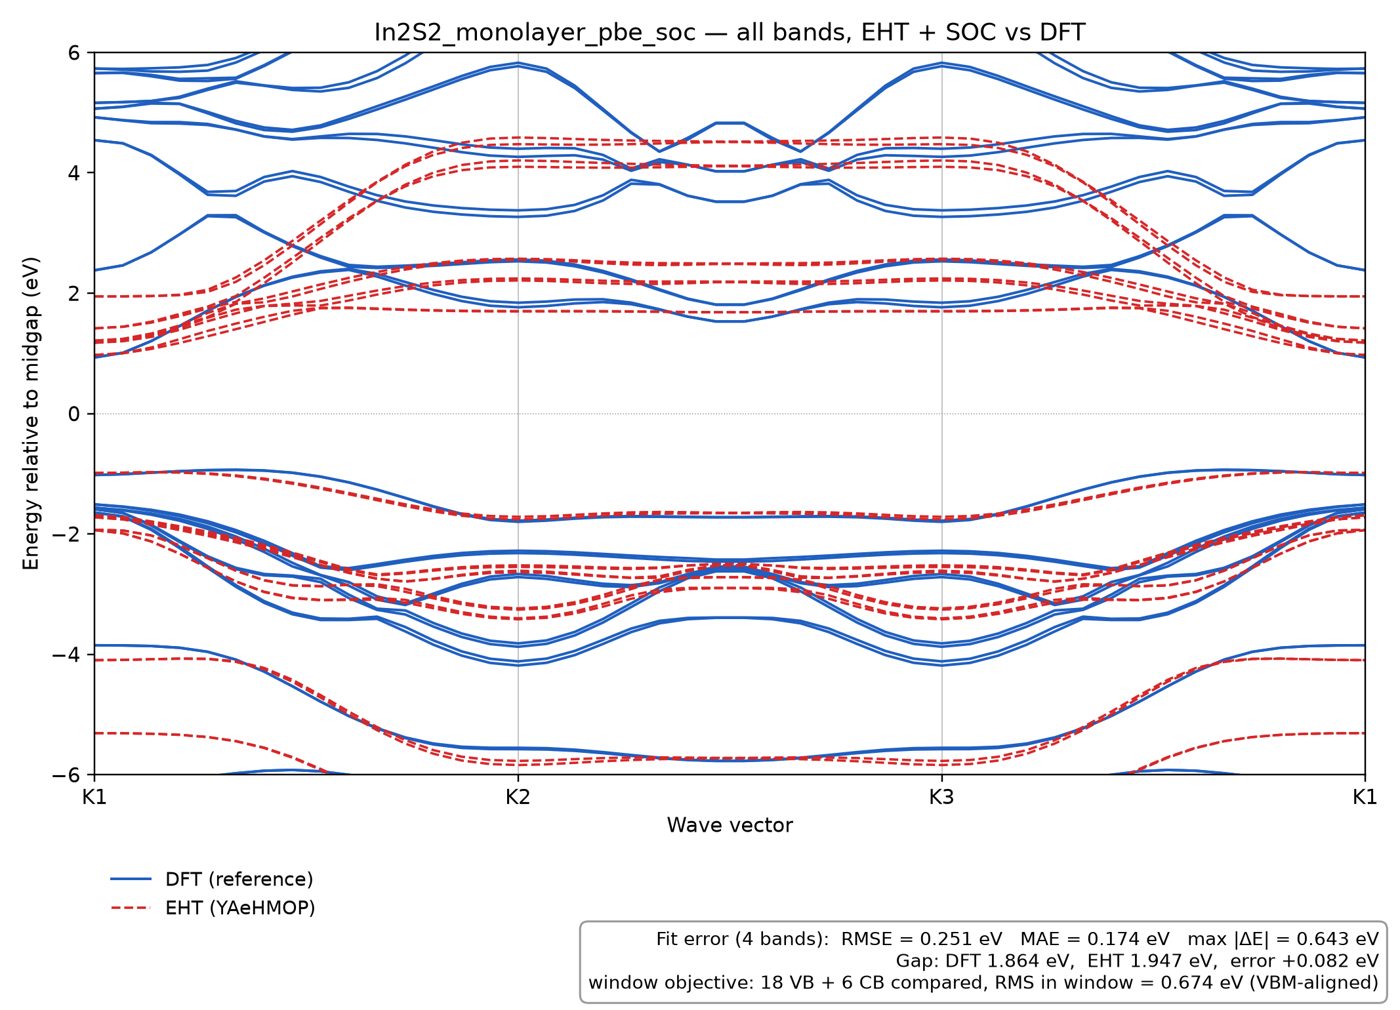 In2S2_monolayer_pbe_soc — all bands, EHT + SOC vs DFT
Energy relative to midgap (eV)
6
4
2
0
−2
−4
−6
K1
K2
K3
K1
Wave vector
DFT (reference)
EHT (YAeHMOP)
Fit error (4 bands):  RMSE = 0.251 eV   MAE = 0.174 eV   max |ΔE| = 0.643 eV
Gap: DFT 1.864 eV,  EHT 1.947 eV,  error +0.082 eV
window objective: 18 VB + 6 CB compared, RMS in window = 0.674 eV (VBM-aligned)